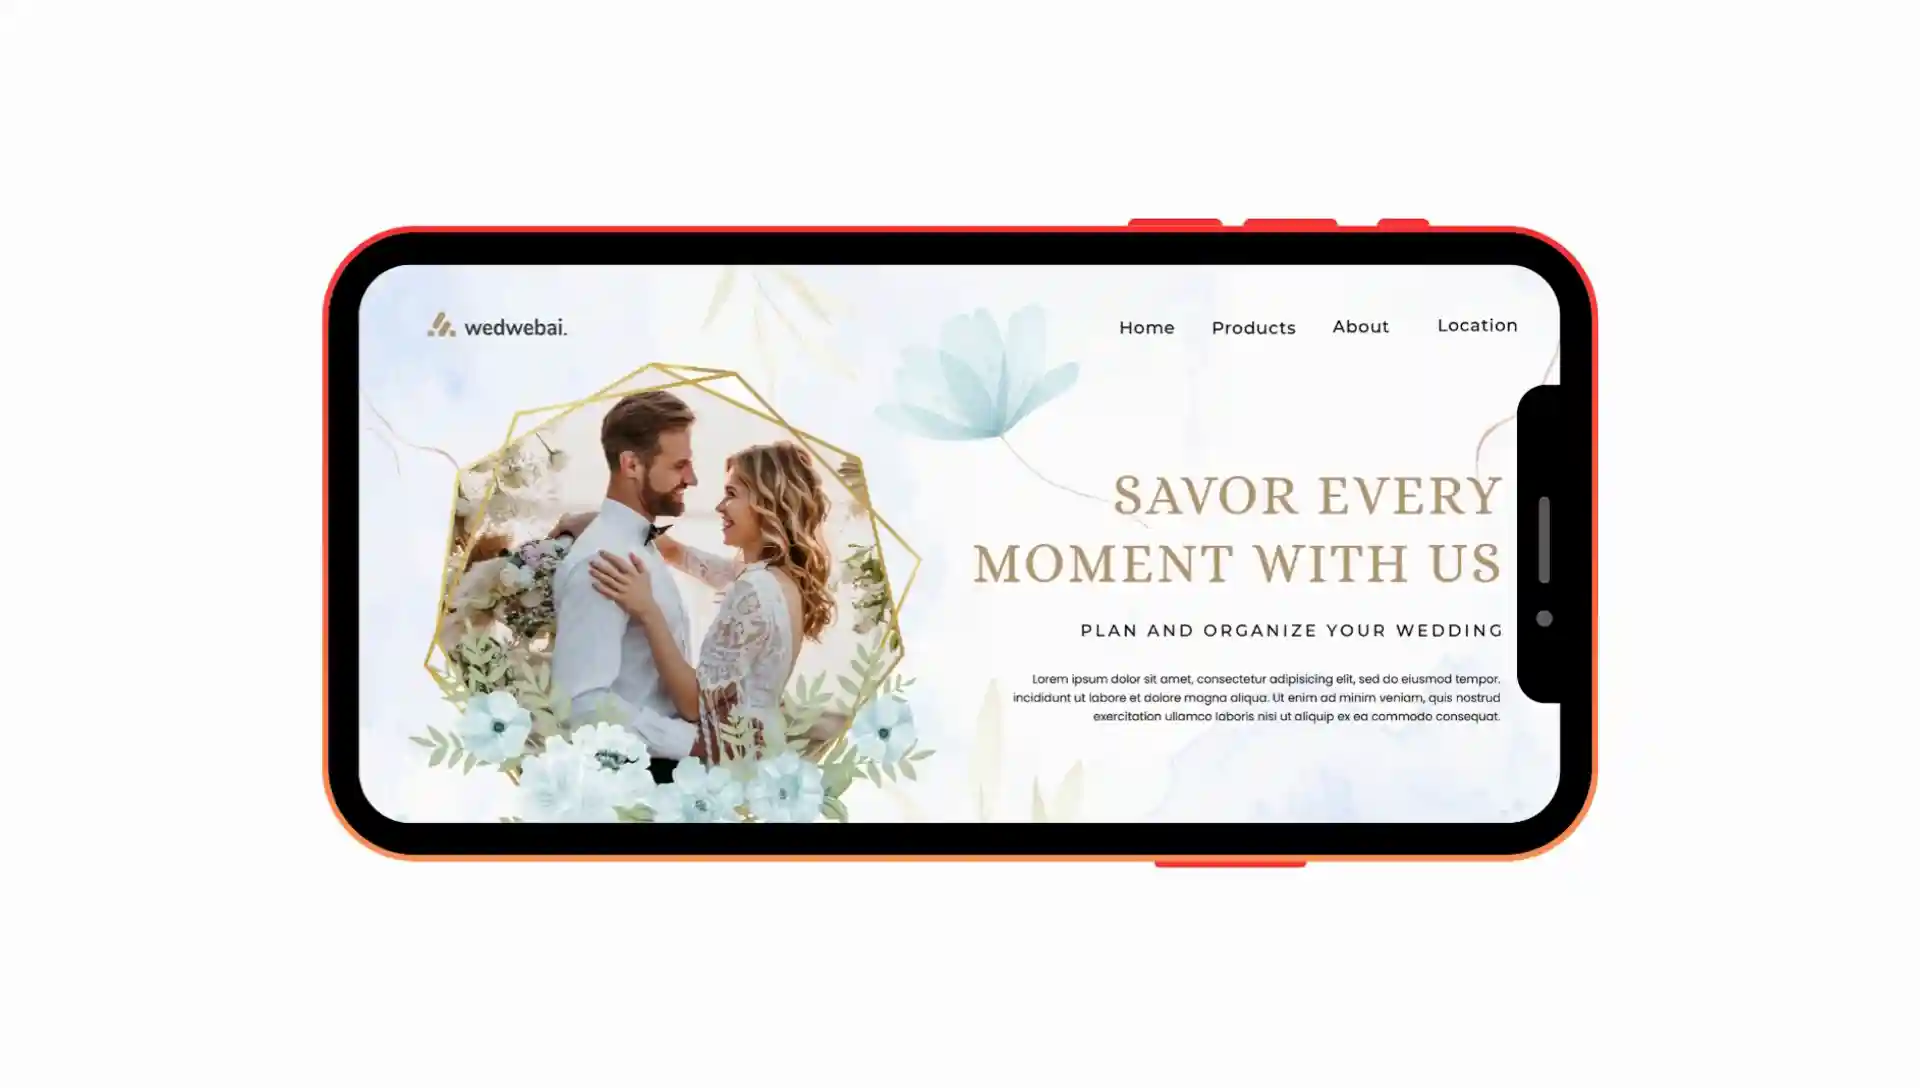 wedwebai.
Home Products About Location
SAVOR EVERY
MOMENT WITH US
PLAN AND ORGANIZE YOUR WEDDING
Lorem ipsum dolor sit amet, consectetur adipisicing elit, sed do eiusmod tempor.
incididunt ut labore et dolore magna aliqua. Ut enim ad minim veniam, quis nostrud
exercitation ullamco laboris nisi ut aliquip ex ea commodo consequat.